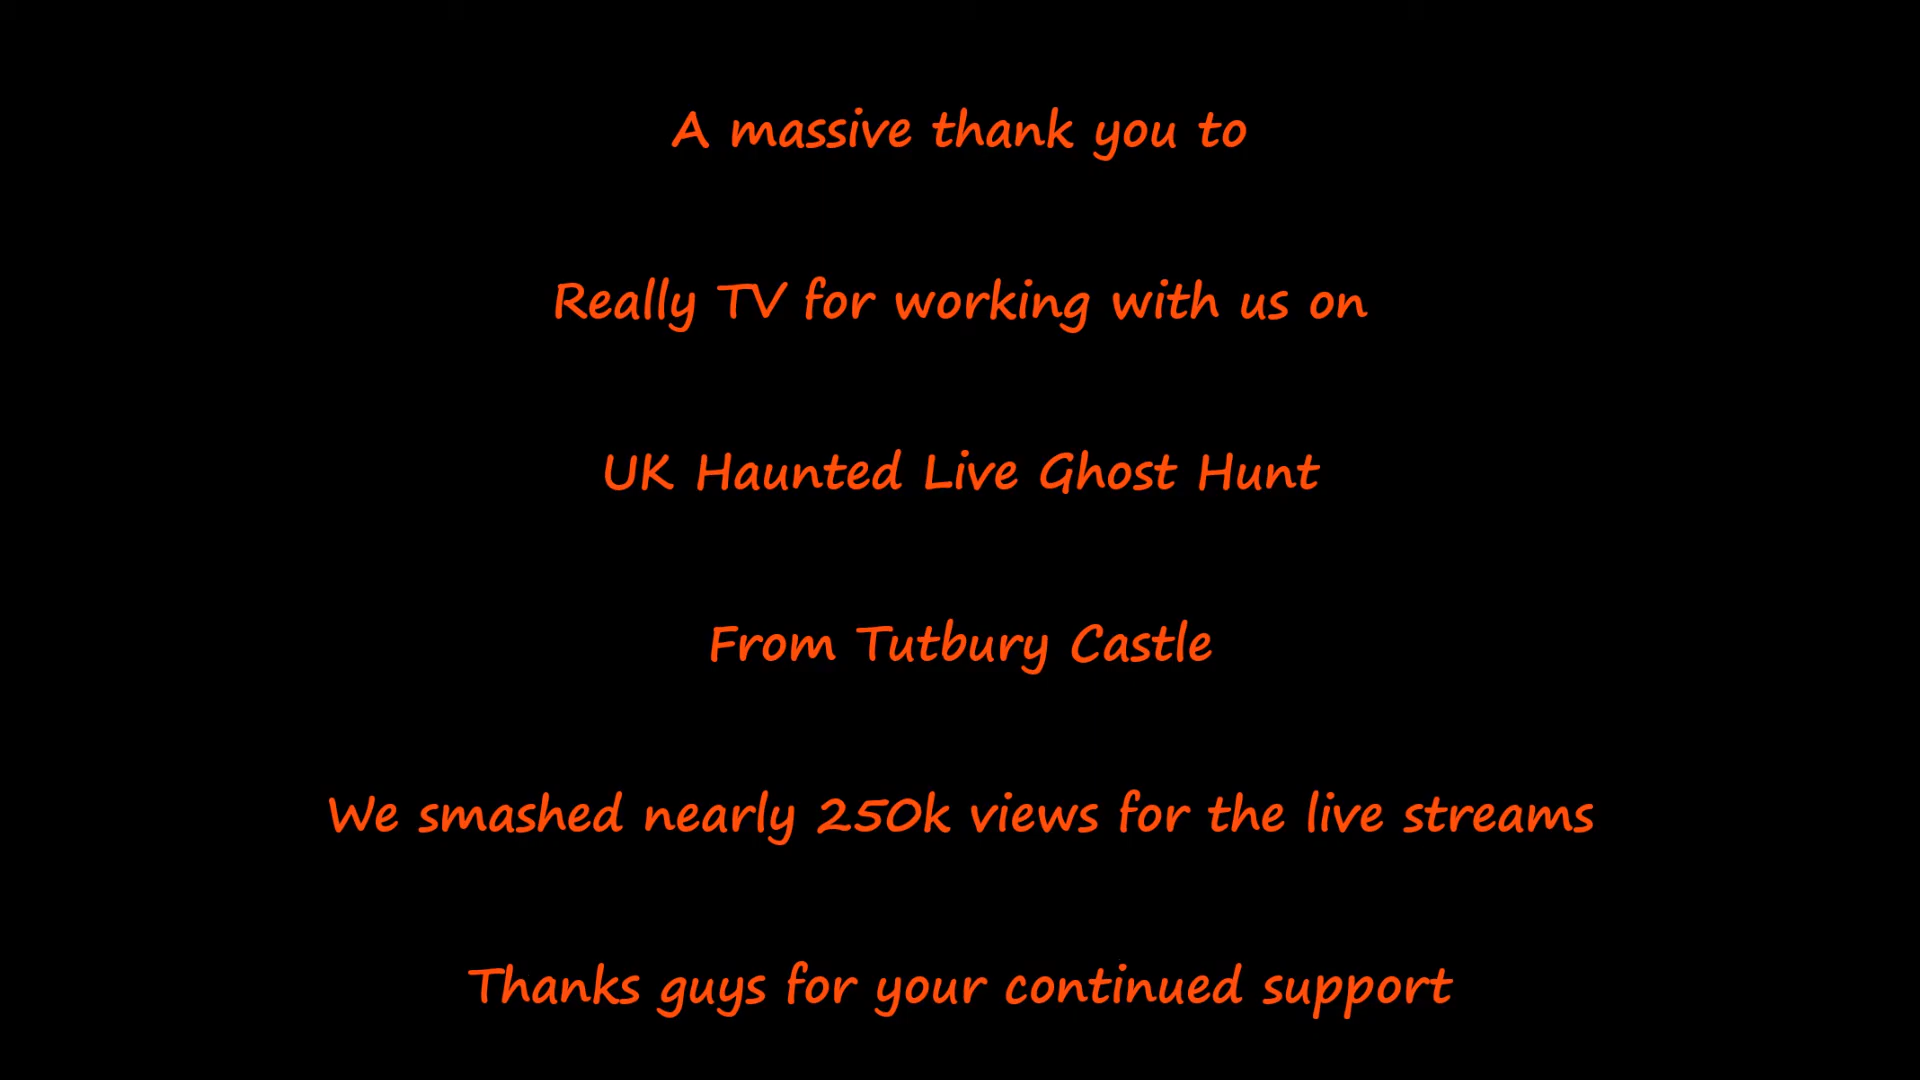 A massive thank you to
Really TV for working with us on
UK Haunted Live Ghost Hunt
From Tutbury Castle
We smashed nearly 250k views for the live streams
Thanks guys for your continued support